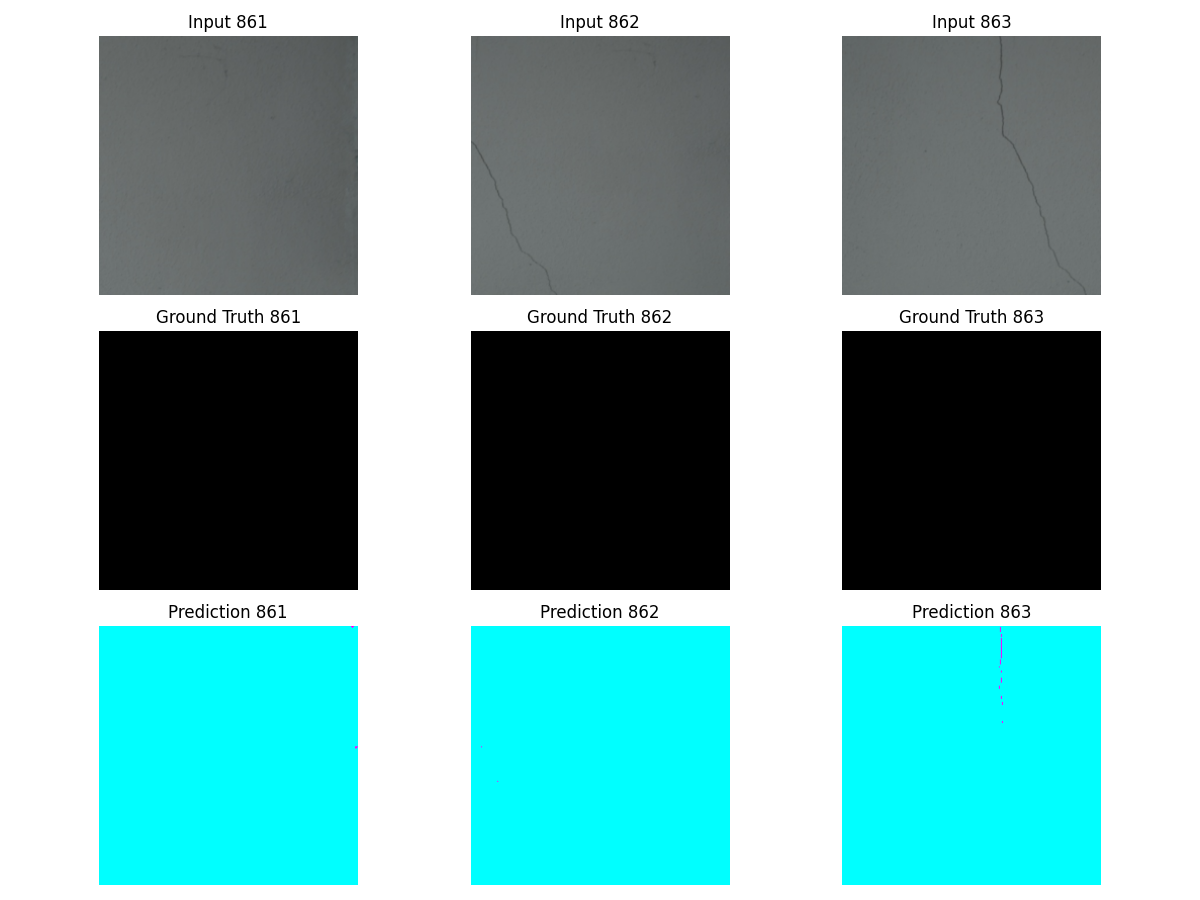 Input 861
Input 862
Input 863
Ground Truth 861
Ground Truth 862
Ground Truth 863
Prediction 861
Prediction 862
Prediction 863